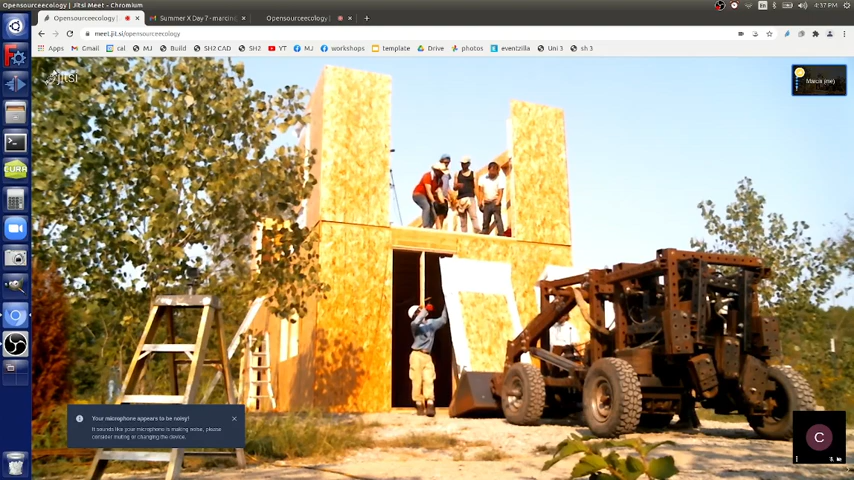 Opensourceecology | Jitsi Meet - Chromium
4:37 PM
Opensourceecology |
Summer X Day 7 - marcin@
Opensourceecology |
meet.jit.si/opensourceecology
Apps
Gmail
cal
MJ
Build
SH2 CAD
SH2
YT
MJ
workshops
template
Drive
photos
eventzilla
Uni 3
sh 3
jitsi
Marcin (me)
CURA
Your microphone appears to be noisy!
It sounds like your microphone is making noise, please
consider muting or changing the device.
C